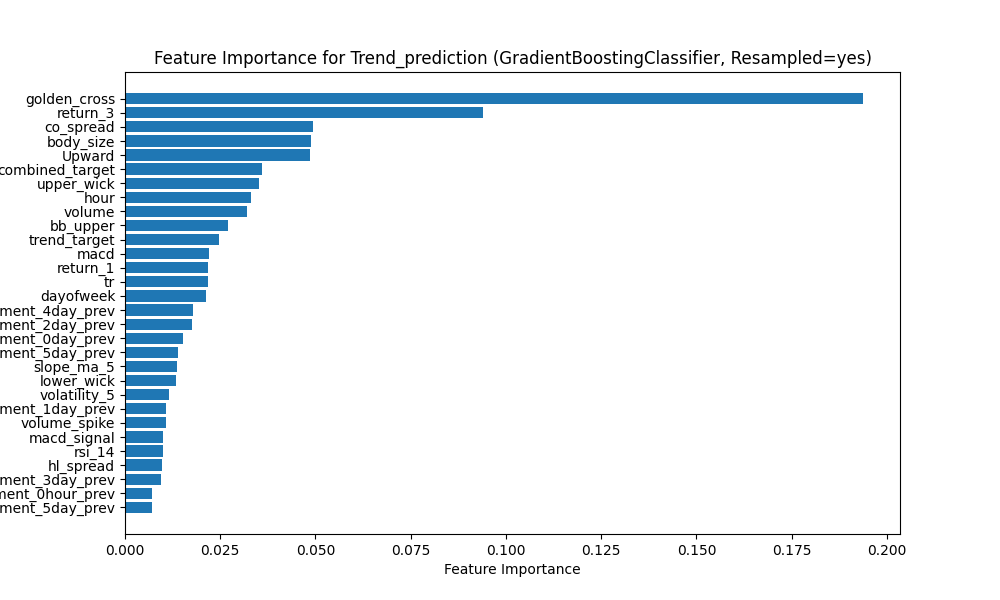 Feature Importance for Trend_prediction (GradientBoostingClassifier, Resampled=yes)
golden_cross
return_3
co_spread
body_size
Upward
combined_target
upper_wick
hour
volume
bb_upper
trend_target
macd
return_1
tr
dayofweek
ment_4day_prev
ment_2day_prev
ment_0day_prev
ment_5day_prev
slope_ma_5
lower_wick
volatility_5
ment_1day_prev
volume_spike
macd_signal
rsi_14
hl_spread
ment_3day_prev
ment_0hour_prev
ment_5day_prev
0.000 0.025 0.050 0.075 0.100 0.125 0.150 0.175 0.200
Feature Importance